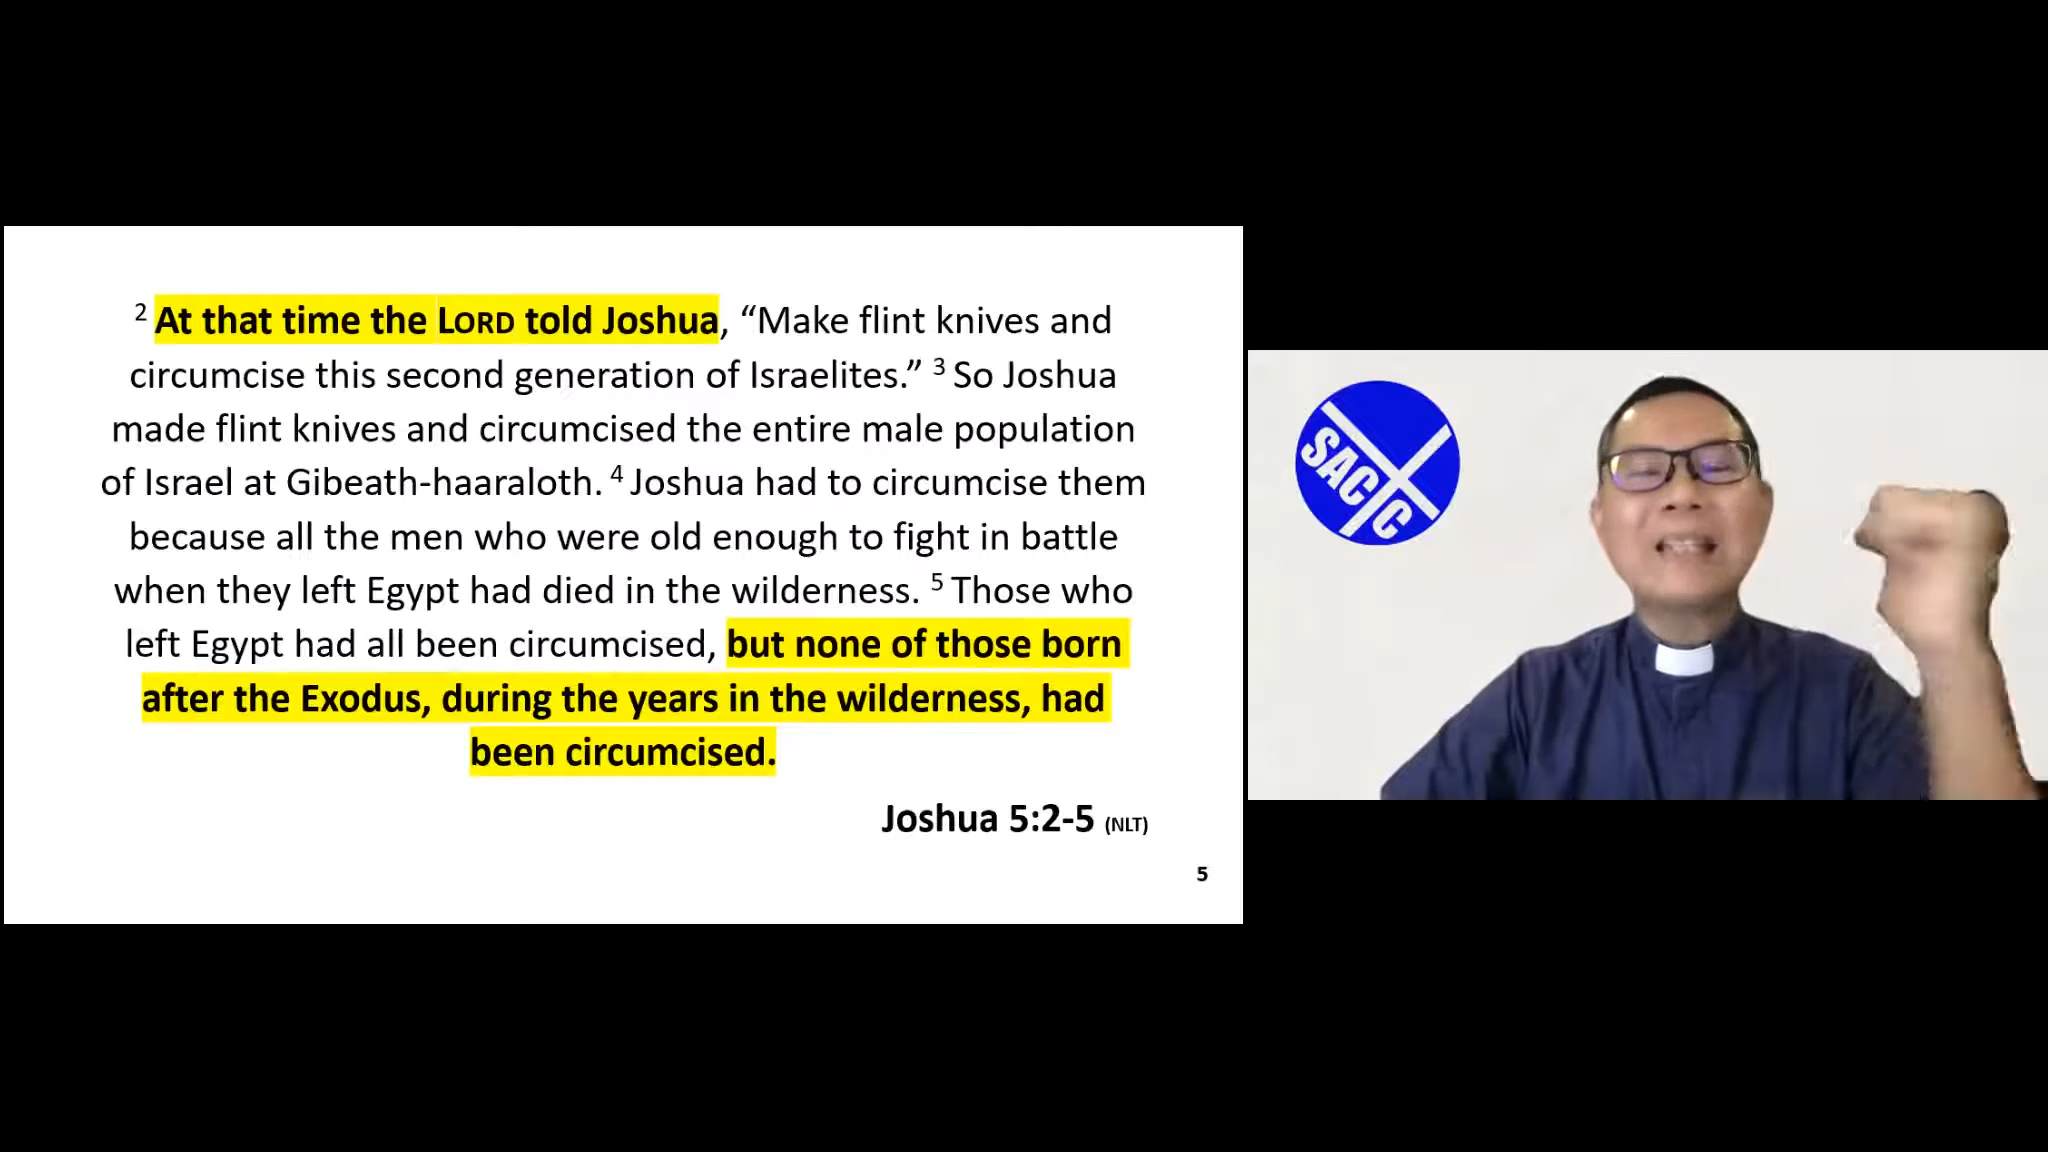 2 At that time the LORD told Joshua, “Make flint knives and
circumcise this second generation of Israelites.” 3 So Joshua
made flint knives and circumcised the entire male population
of Israel at Gibeath-haaraloth. 4 Joshua had to circumcise them
because all the men who were old enough to fight in battle
when they left Egypt had died in the wilderness. 5 Those who
left Egypt had all been circumcised, but none of those born
after the Exodus, during the years in the wilderness, had
been circumcised.
Joshua 5:2-5 (NLT)
5
SACC